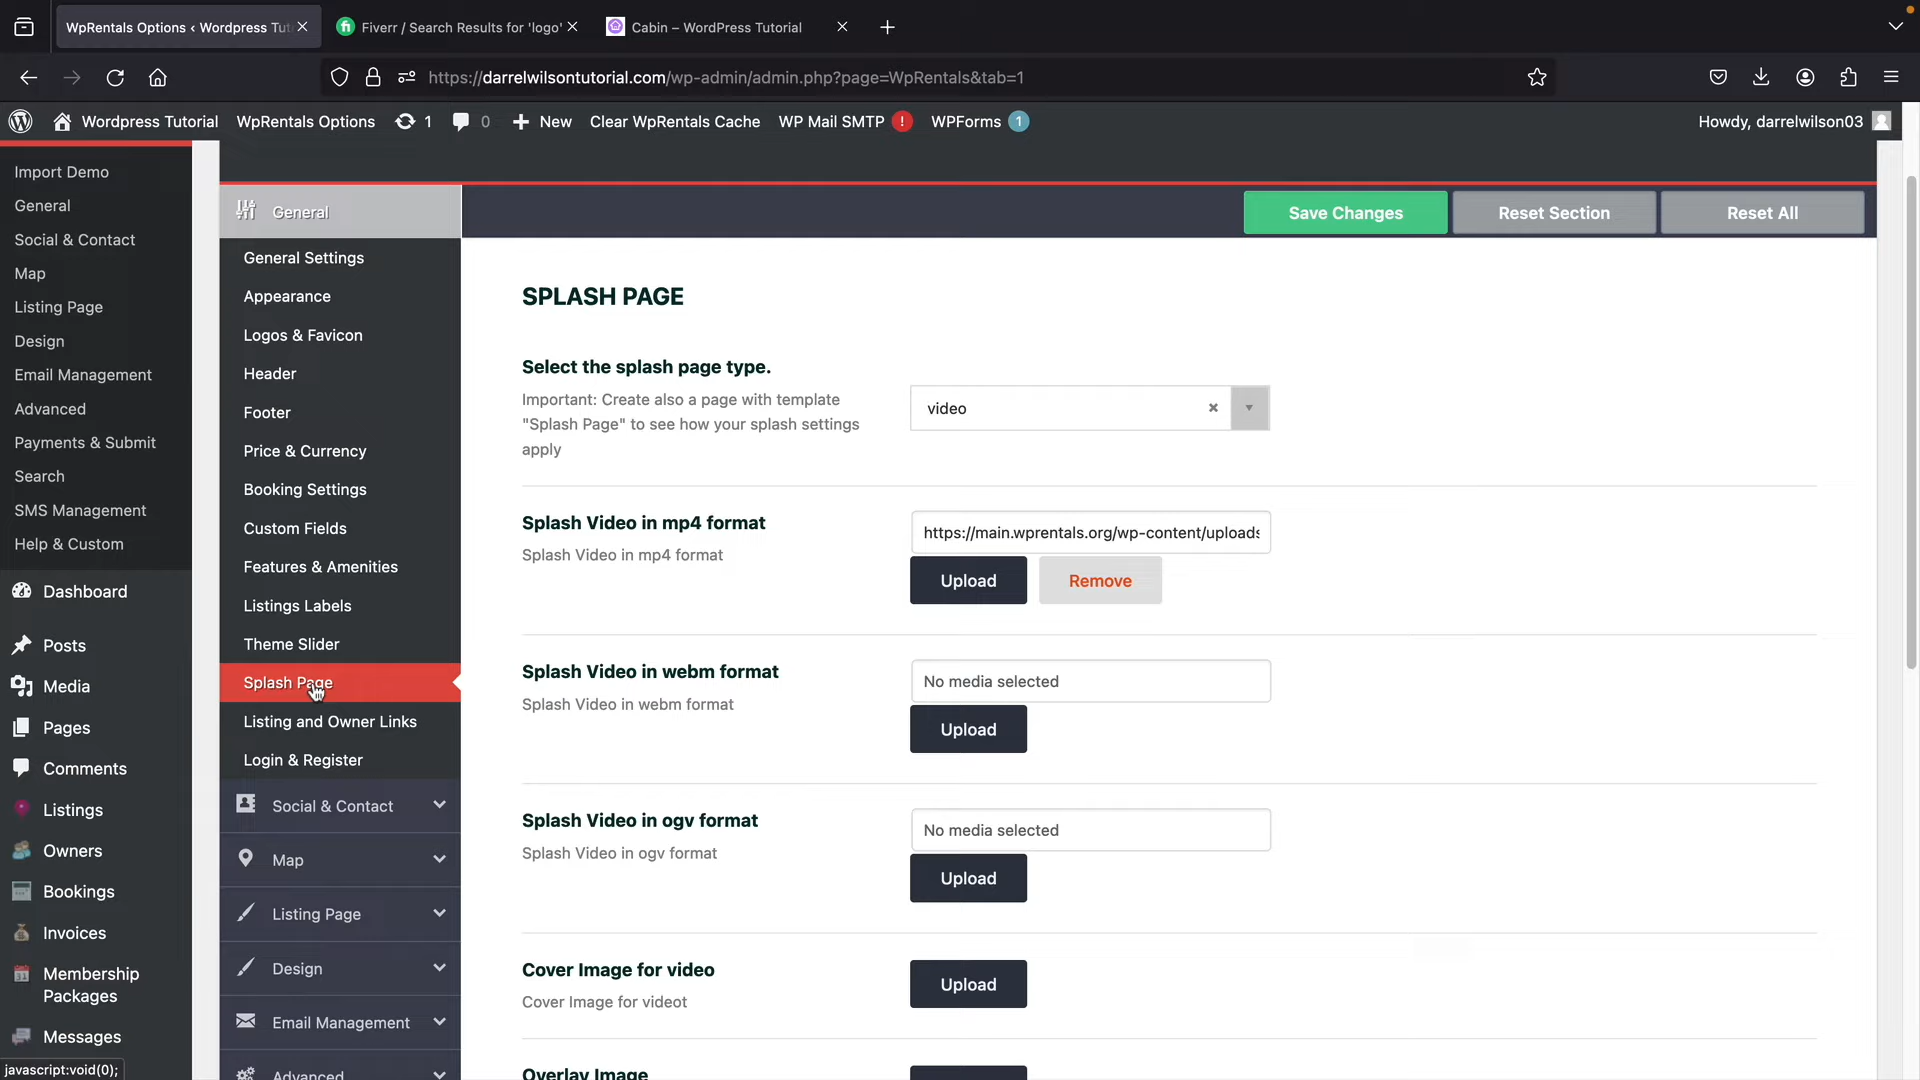 WpRentals Options ‹ Wordpress Tut
Fiverr / Search Results for 'logo'
Cabin – WordPress Tutorial
https://darrelwilsontutorial.com/wp-admin/admin.php?page=WpRentals&tab=1
Wordpress Tutorial
WpRentals Options
1
0
New
Clear WpRentals Cache
WP Mail SMTP !
WPForms 1
Howdy, darrelwilson03
Import Demo
General
Social & Contact
Map
Listing Page
Design
Email Management
Advanced
Payments & Submit
Search
SMS Management
Help & Custom
Dashboard
Posts
Media
Pages
Comments
Listings
Owners
Bookings
Invoices
Membership
Packages
Messages
javascript:void(0);
General
General Settings
Appearance
Logos & Favicon
Header
Footer
Price & Currency
Booking Settings
Custom Fields
Features & Amenities
Listings Labels
Theme Slider
Splash Page
Listing and Owner Links
Login & Register
Social & Contact
Map
Listing Page
Design
Email Management
Advanced
Save Changes
Reset Section
Reset All
SPLASH PAGE
Select the splash page type.
Important: Create also a page with template
"Splash Page" to see how your splash settings
apply
video
Splash Video in mp4 format
Splash Video in mp4 format
https://main.wprentals.org/wp-content/uploads
Upload
Remove
Splash Video in webm format
Splash Video in webm format
No media selected
Upload
Splash Video in ogv format
Splash Video in ogv format
No media selected
Upload
Cover Image for video
Cover Image for videot
Upload
Overlay Image